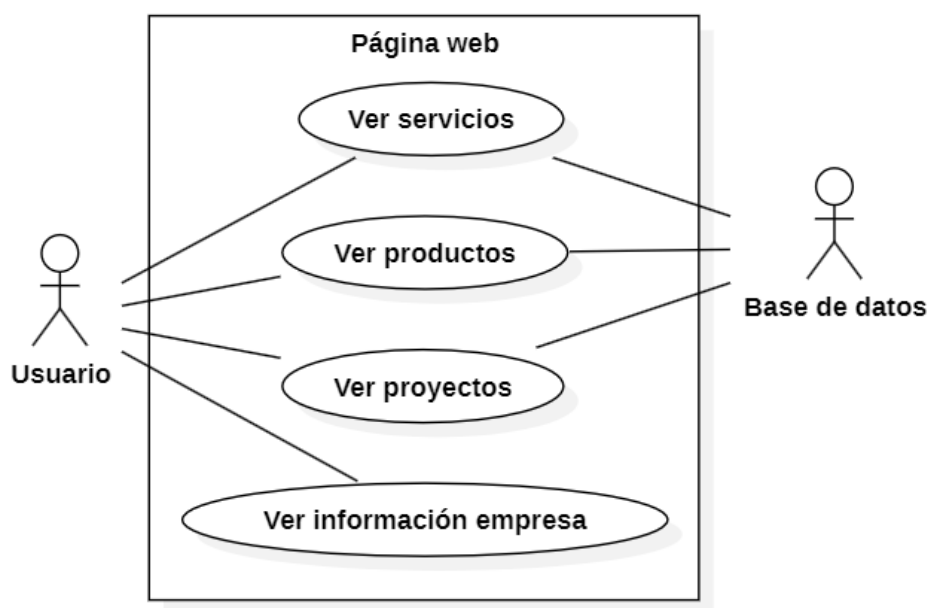 Página web
Ver servicios
Ver productos
Ver proyectos
Ver información empresa
Usuario
Base de datos